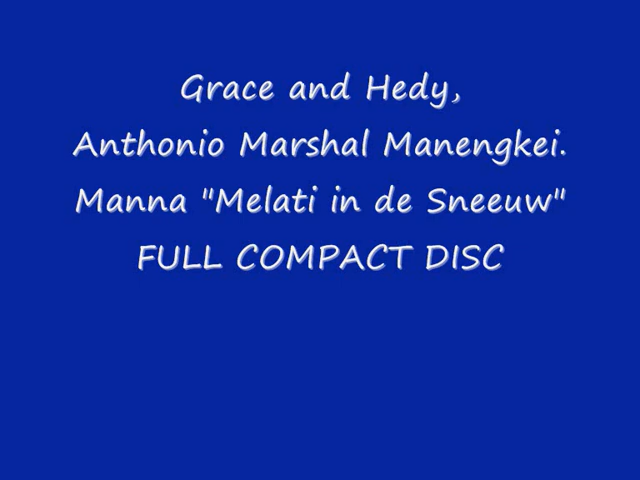 Grace and Hedy,
Anthonio Marshal Manengkei.
Manna "Melati in de Sneeuw"
FULL COMPACT DISC